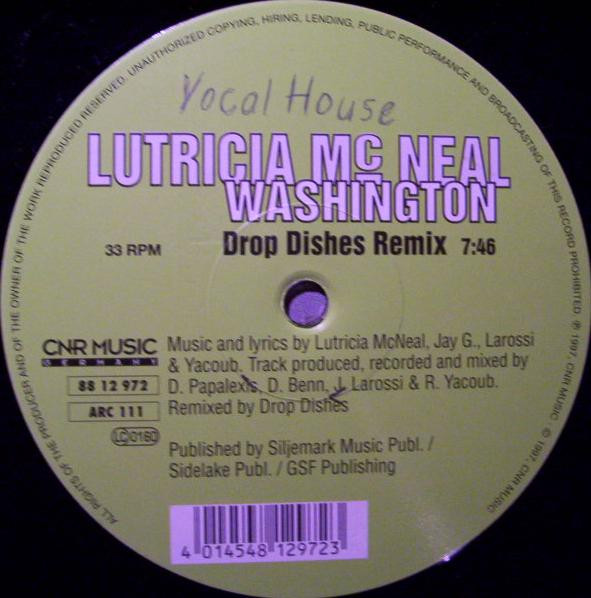 ALL RIGHTS OF THE PRODUCER AND OF THE OWNER OF THE WORK REPRODUCED RESERVED. UNAUTHORIZED COPYING, HIRING, LENDING, PUBLIC PERFORMANCE AND BROADCASTING OF THIS RECORD PROHIBITED. ℗ 1997, CNR MUSIC · © 1997, CNR MUSIC
Vocal House
LUTRICIA Mc NEAL
WASHINGTON
33 RPM Drop Dishes Remix 7:46
CNR MUSIC
GERMANY
88 12 972
ARC 111
LC 0160
Music and lyrics by Lutricia McNeal, Jay G., Larossi
& Yacoub. Track produced, recorded and mixed by
D. Papalexis, D. Benn, J. Larossi & R. Yacoub.
Remixed by Drop Dishes
Published by Siljemark Music Publ. /
Sidelake Publ. / GSF Publishing
4 014548 129723